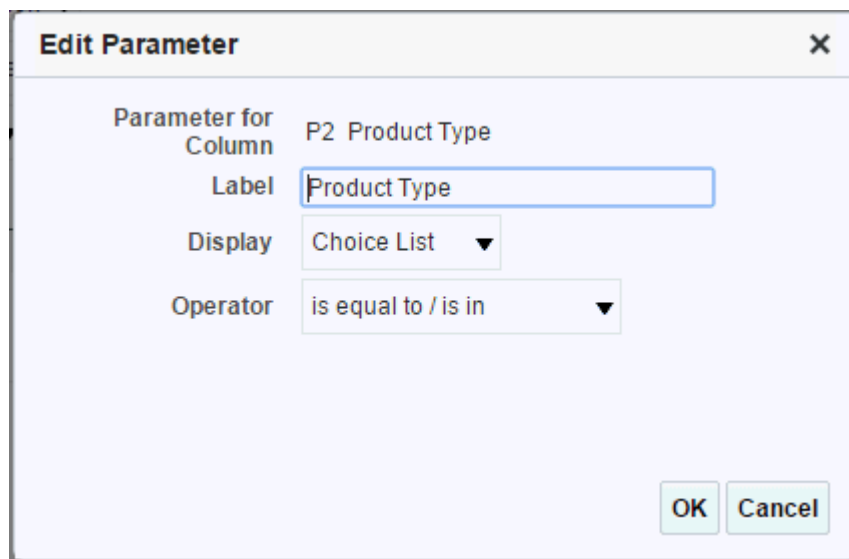 Edit Parameter ×
Parameter for
Column P2 Product Type
Label Product Type
Display Choice List
Operator is equal to / is in
OK Cancel